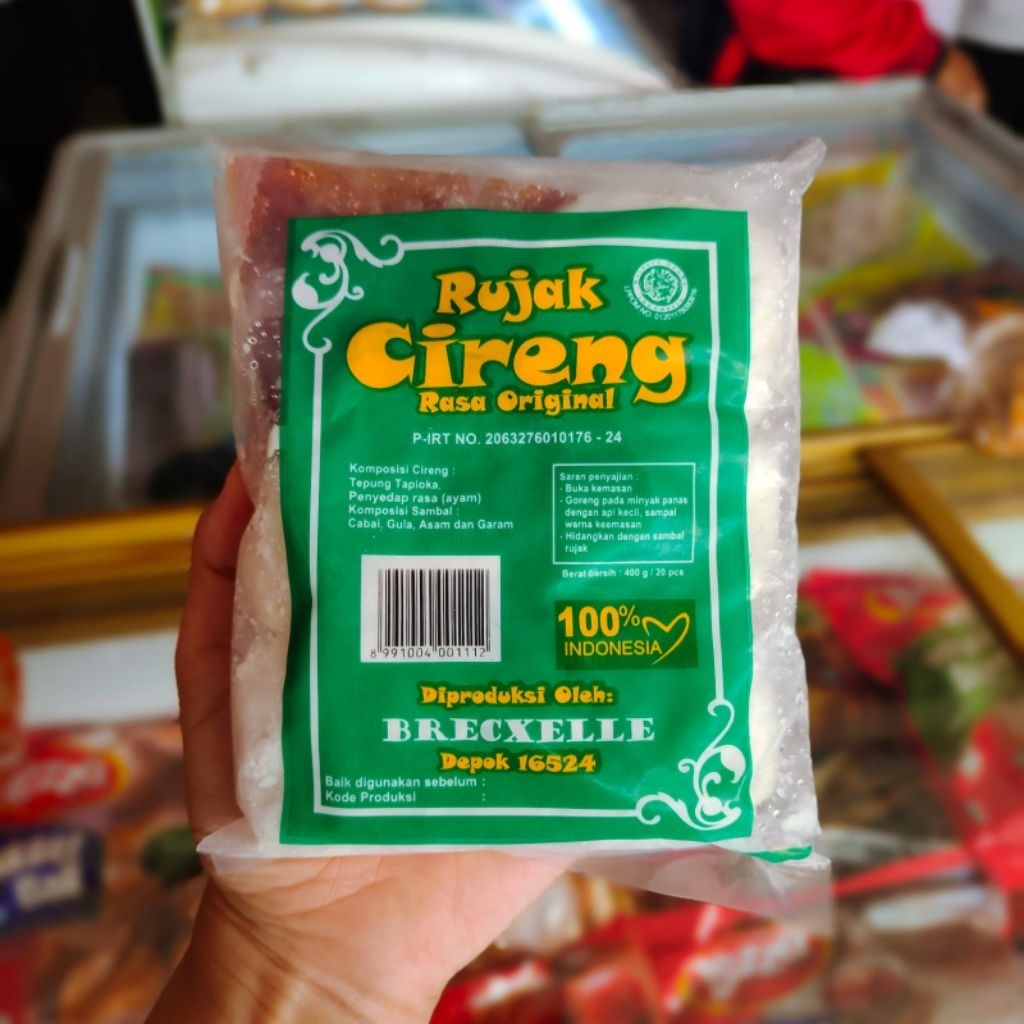 Rujak
Cireng
Rasa Original
P-IRT NO. 2063276010176 - 24
Komposisi Cireng :
Tepung Tapioka,
Penyedap rasa (ayam)
Komposisi Sambal :
Cabai, Gula, Asam dan Garam
Saran penyajian :
- Buka kemasan
- Goreng pada minyak panas
dengan api kecil, sampai
warna keemasan
- Hidangkan dengan sambal
rujak
Berat bersih : 400 g / 20 pcs
8 991004 001112
100%
INDONESIA
Diproduksi Oleh:
BRECXELLE
Depok 16524
Baik digunakan sebelum :
Kode Produksi :